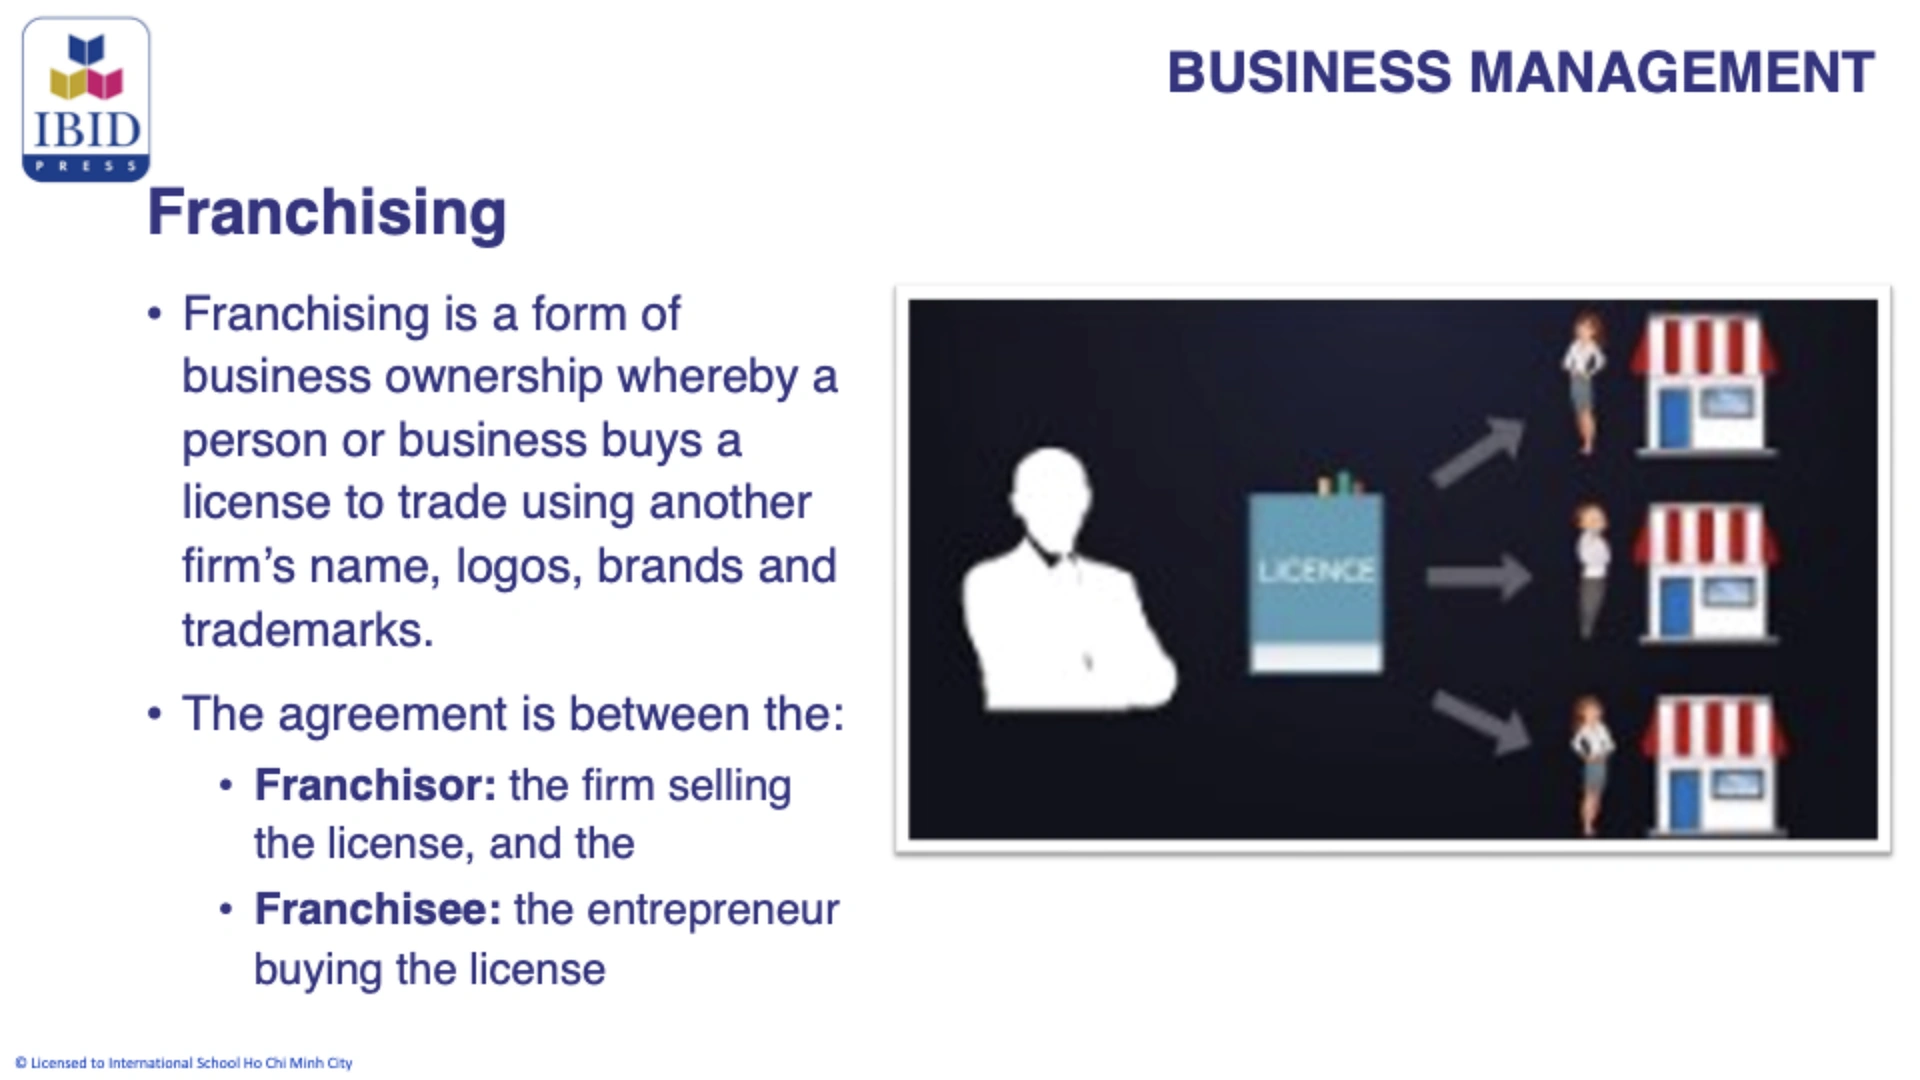 IBID
PRESS
BUSINESS MANAGEMENT
Franchising
• Franchising is a form of
business ownership whereby a
person or business buys a
license to trade using another
firm’s name, logos, brands and
trademarks.
• The agreement is between the:
• Franchisor: the firm selling
the license, and the
• Franchisee: the entrepreneur
buying the license
LICENCE
© Licensed to International School Ho Chi Minh City